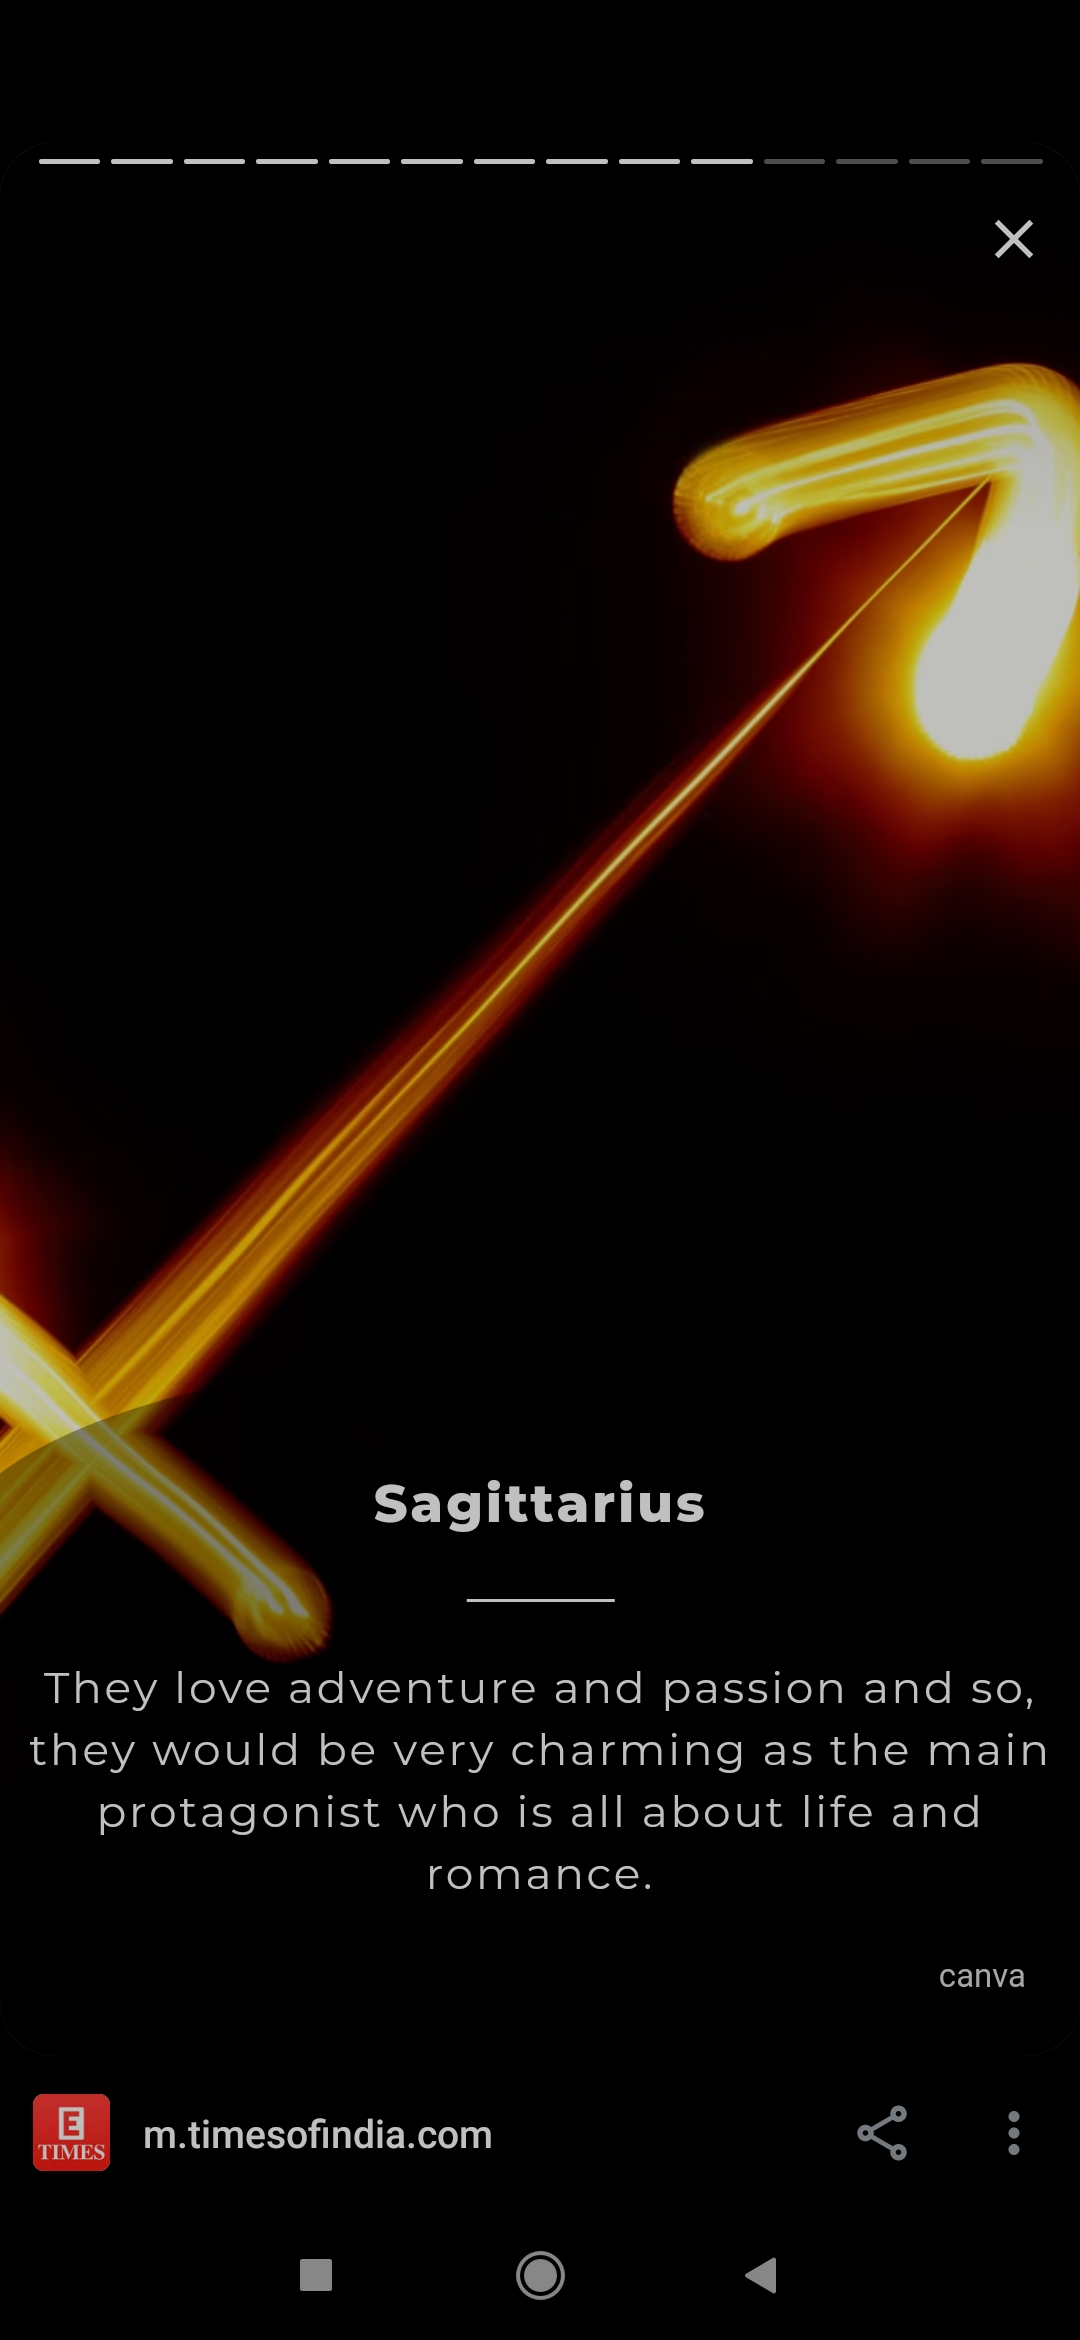 Sagittarius
They love adventure and passion and so,
they would be very charming as the main
protagonist who is all about life and
romance.
canva
E
TIMES
m.timesofindia.com